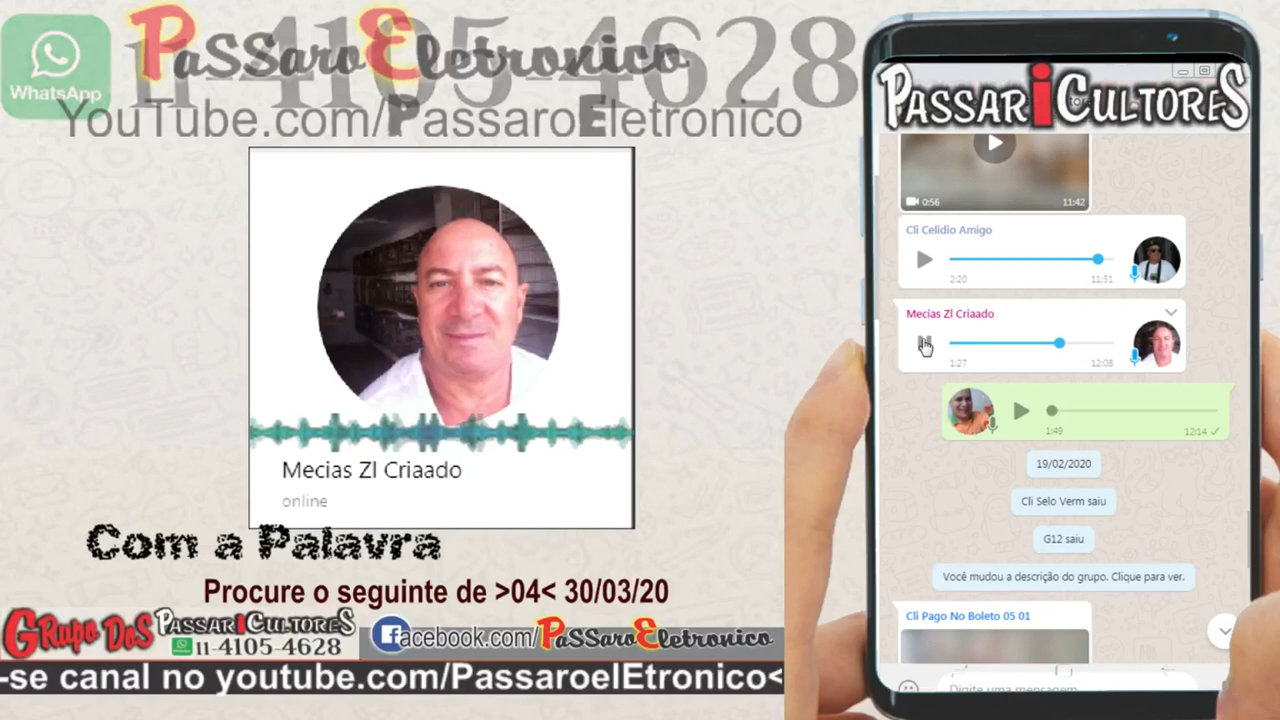 WhatsApp
11-4105-4628
PassaroEletronico
YouTube.com/PassaroEletronico
Mecias Zl Criaado
online
Com a Palavra
Procure o seguinte de >04< 30/03/20
GRupo DoS PASSARiCULTORES
11-4105-4628
facebook.com/PaSSaroEletronico
-se canal no youtube.com/PassaroelEtronico<
PASSARiCULTORES
0:56 11:42
Cli Celidio Amigo
2:20 11:51
Mecias Zl Criaado
1:27 12:08
1:49 12:14
19/02/2020
Cli Selo Verm saiu
G12 saiu
Você mudou a descrição do grupo. Clique para ver.
Cli Pago No Boleto 05 01
Digite uma mensagem